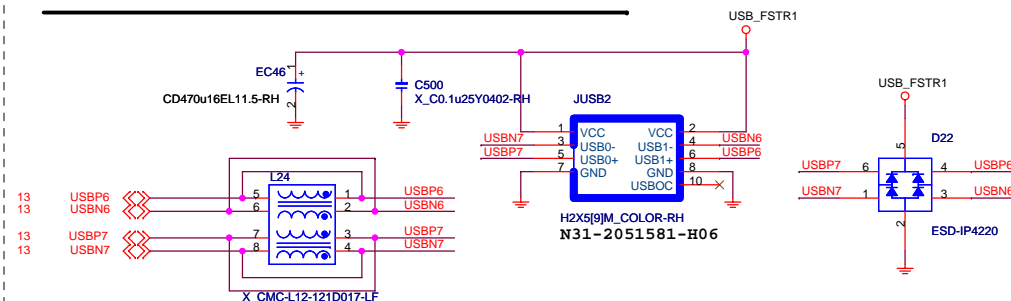 USB_FSTR1
EC46
1
+
CD470u16EL11.5-RH
2
C500
X_C0.1u25Y0402-RH
JUSB2
1 VCC VCC 2
USBN7 3 USB0- USB1- 4 USBN6
USBP7 5 USB0+ USB1+ 6 USBP6
7 GND GND 8
USBOC 10
H2X5[9]M_COLOR-RH
N31-2051581-H06
USB_FSTR1
5
D22
USBP7 6 4 USBP6
USBN7 1 3 USBN6
2
ESD-IP4220
L24
13 USBP6 5 1 USBP6
13 USBN6 6 2 USBN6
13 USBP7 7 3 USBP7
13 USBN7 8 4 USBN7
X_CMC-L12-121D017-LF